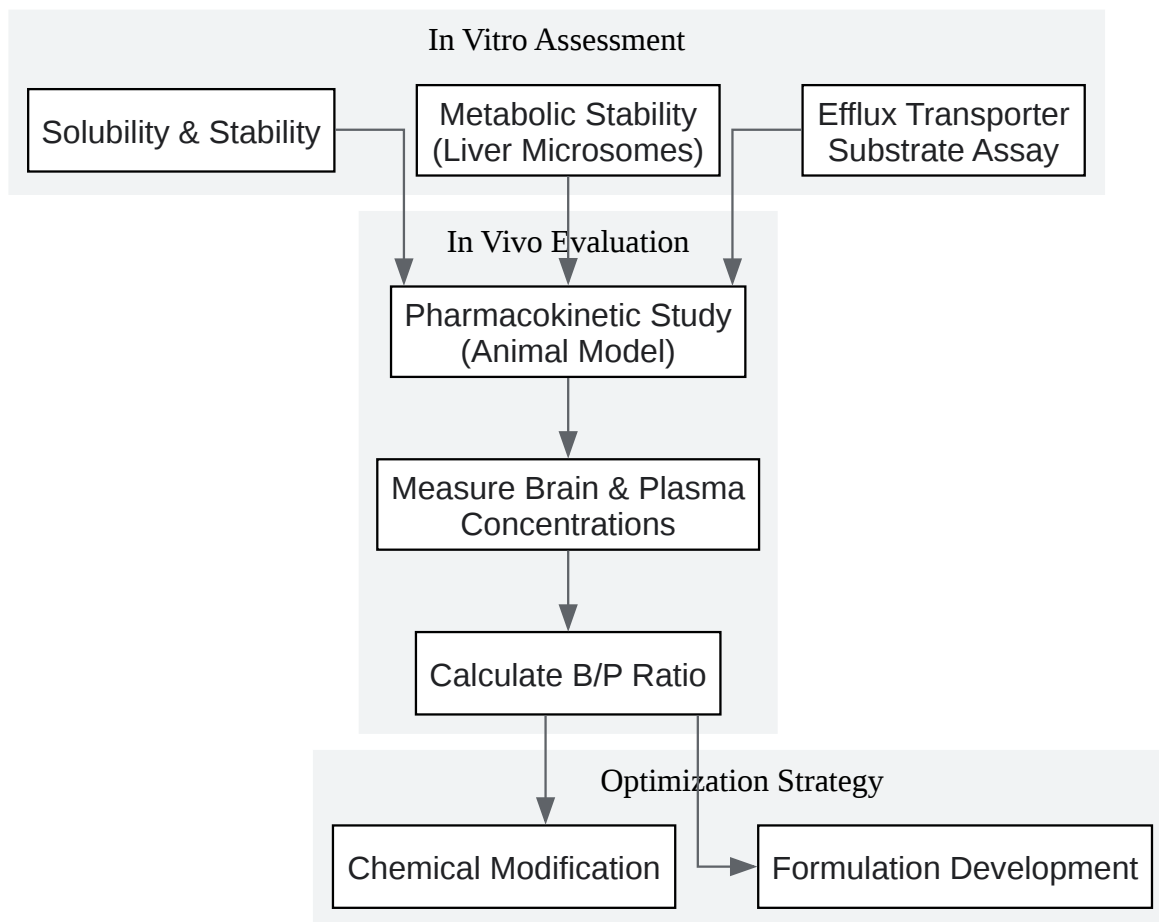 In Vitro Assessment
Solubility & Stability
Metabolic Stability
(Liver Microsomes)
Efflux Transporter
Substrate Assay
In Vivo Evaluation
Pharmacokinetic Study
(Animal Model)
Measure Brain & Plasma
Concentrations
Calculate B/P Ratio
Optimization Strategy
Chemical Modification
Formulation Development